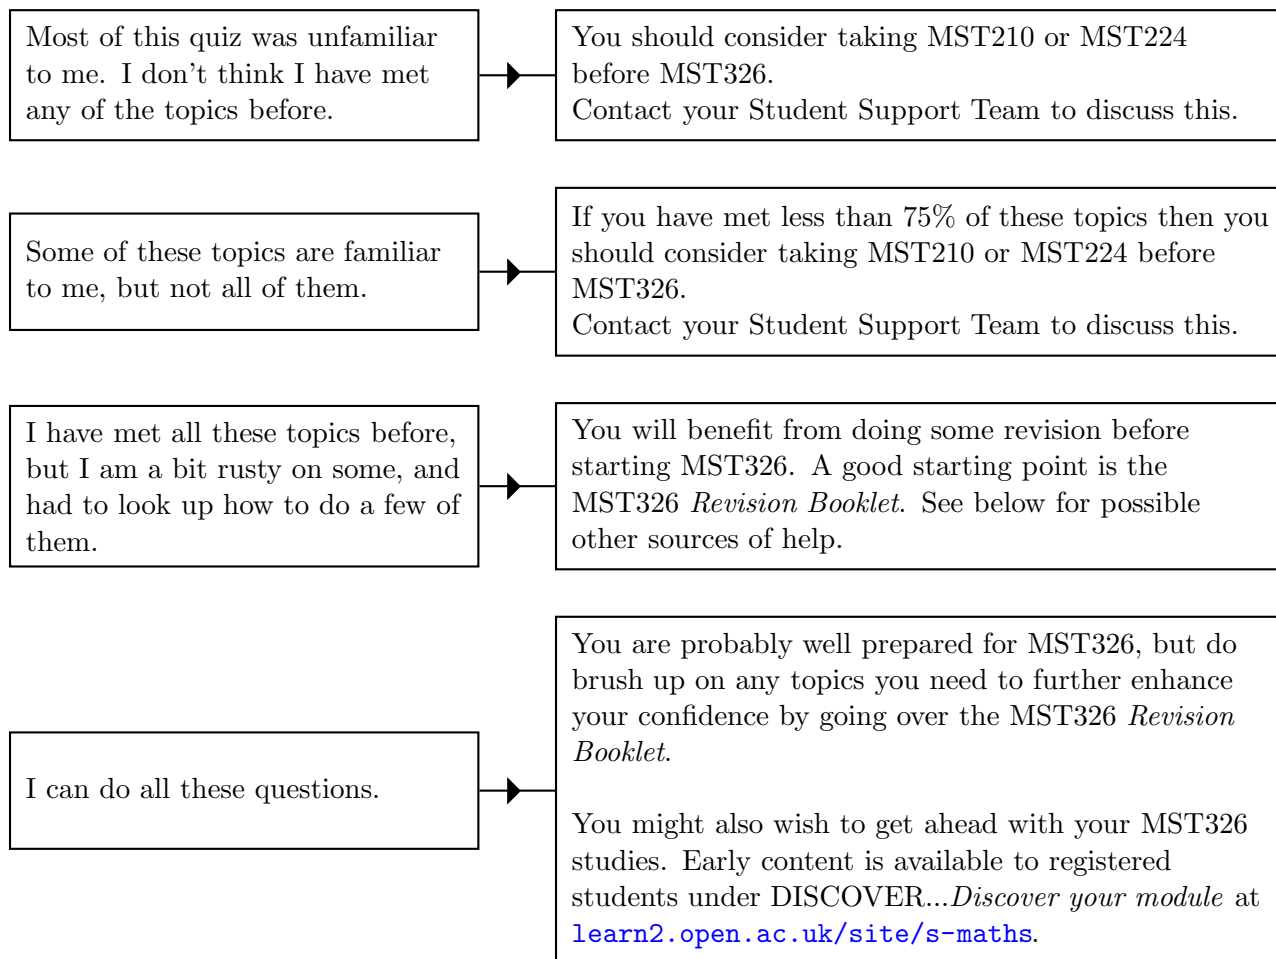 Most of this quiz was unfamiliar
to me. I don't think I have met
any of the topics before.
You should consider taking MST210 or MST224
before MST326.
Contact your Student Support Team to discuss this.
Some of these topics are familiar
to me, but not all of them.
If you have met less than 75% of these topics then you
should consider taking MST210 or MST224 before
MST326.
Contact your Student Support Team to discuss this.
I have met all these topics before,
but I am a bit rusty on some, and
had to look up how to do a few of
them.
You will benefit from doing some revision before
starting MST326. A good starting point is the
MST326 Revision Booklet. See below for possible
other sources of help.
I can do all these questions.
You are probably well prepared for MST326, but do
brush up on any topics you need to further enhance
your confidence by going over the MST326 Revision
Booklet.
You might also wish to get ahead with your MST326
studies. Early content is available to registered
students under DISCOVER...Discover your module at
learn2.open.ac.uk/site/s-maths.